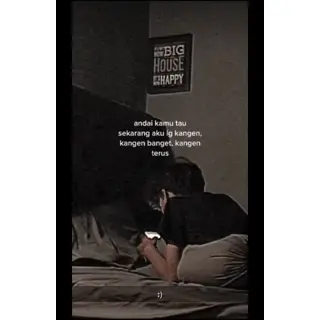 BIG
HOUSE
HAPPY
andai kamu tau
sekarang aku lg kangen,
kangen banget, kangen
terus
:)